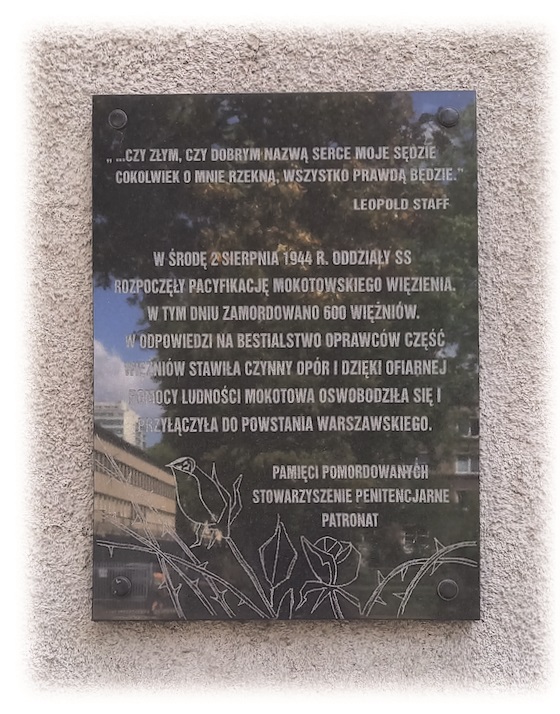 „...CZY ZŁYM, CZY DOBRYM NAZWĄ SERCE MOJE SĘDZIE
COKOLWIEK O MNIE RZEKNĄ, WSZYSTKO PRAWDĄ BĘDZIE."
LEOPOLD STAFF
W ŚRODĘ 2 SIERPNIA 1944 R. ODDZIAŁY SS
ROZPOCZĘŁY PACYFIKACJĘ MOKOTOWSKIEGO WIĘZIENIA.
W TYM DNIU ZAMORDOWANO 600 WIĘŹNIÓW.
W ODPOWIEDZI NA BESTIALSTWO OPRAWCÓW CZĘŚĆ
WIĘŹNIÓW STAWIŁA CZYNNY OPÓR I DZIĘKI OFIARNEJ
POMOCY LUDNOŚCI MOKOTOWA OSWOBODZIŁA SIĘ I
PRZYŁĄCZYŁA DO POWSTANIA WARSZAWSKIEGO.
PAMIĘCI POMORDOWANYCH
STOWARZYSZENIE PENITENCJARNE
PATRONAT